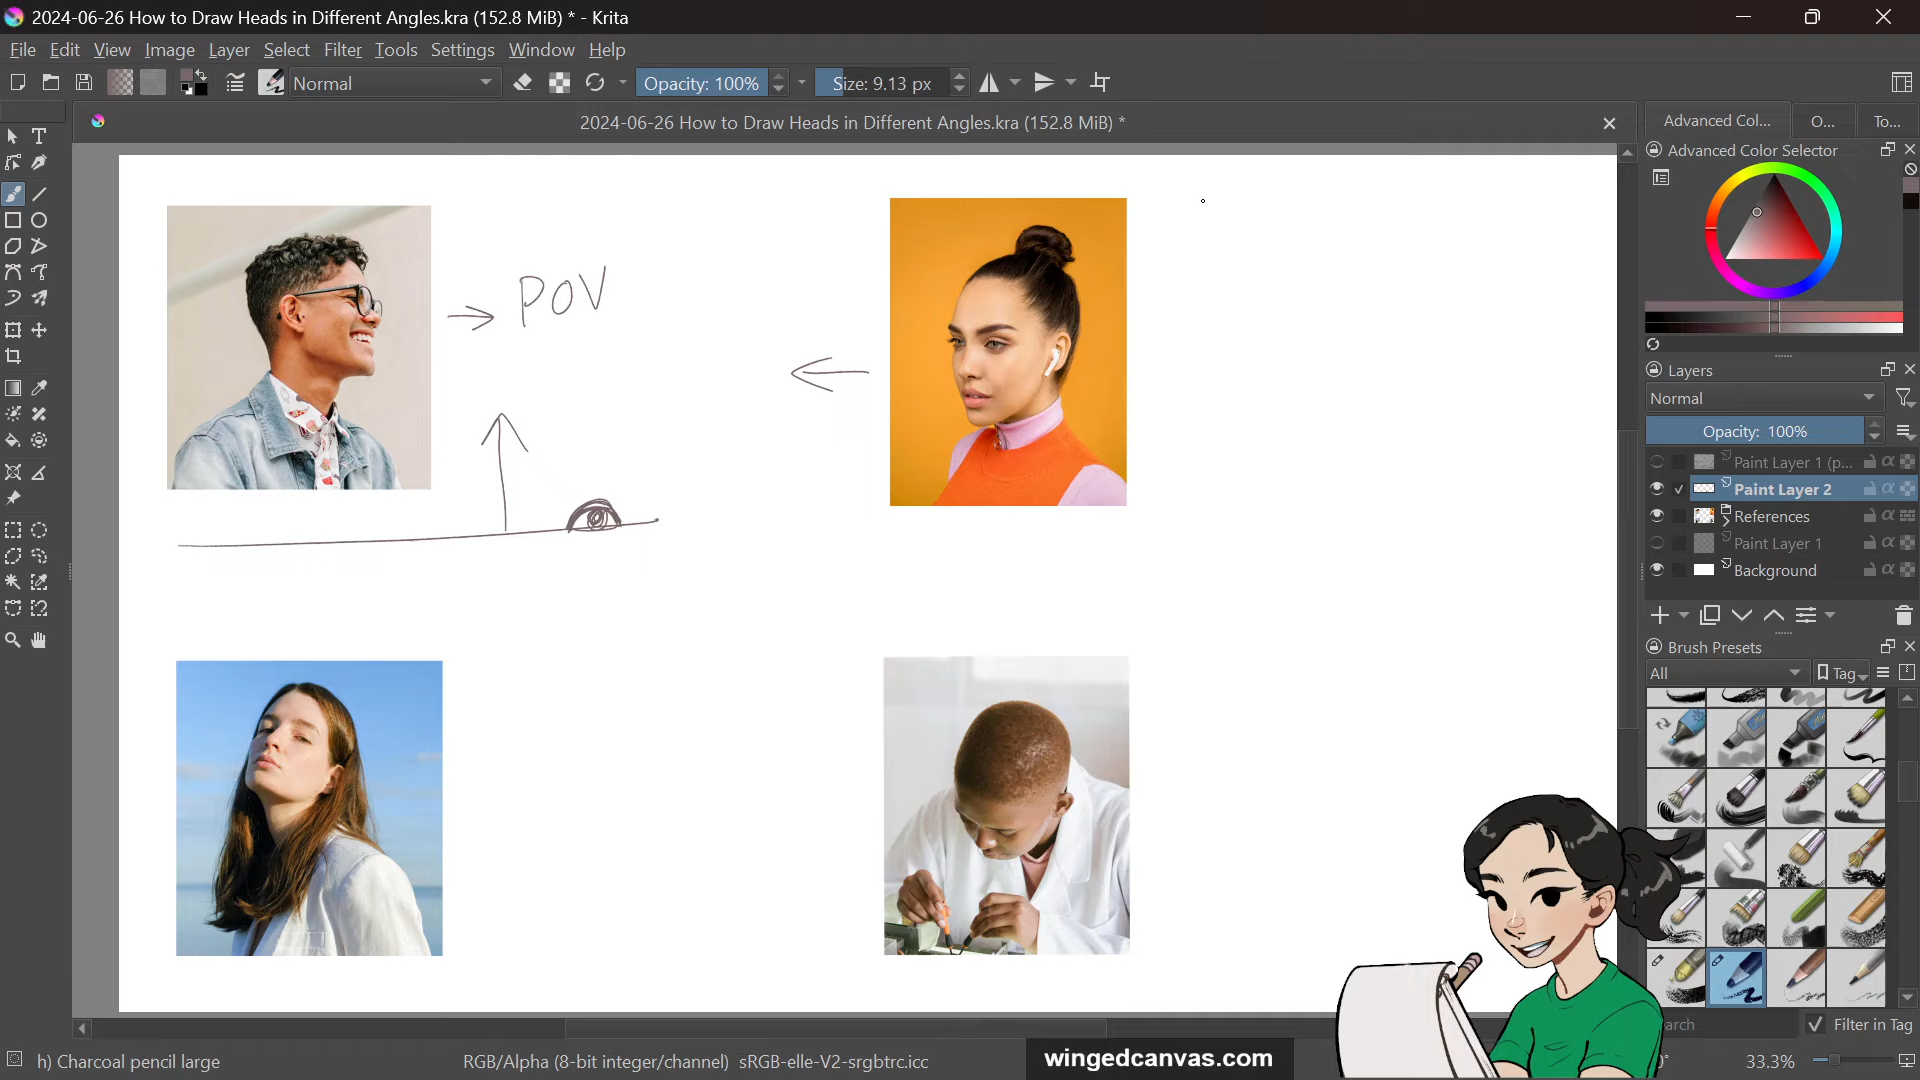 2024-06-26 How to Draw Heads in Different Angles.kra (152.8 MiB) * - Krita
File Edit View Image Layer Select Filter Tools Settings Window Help
Normal
Opacity: 100%
Size: 9.13 px
2024-06-26 How to Draw Heads in Different Angles.kra (152.8 MiB) *
Advanced Col...
O...
To...
Advanced Color Selector
POV
Layers
Normal
Opacity: 100%
Paint Layer 1 (p...
Paint Layer 2
References
Paint Layer 1
Background
Brush Presets
All
Tag
Filter in Tag
h) Charcoal pencil large
RGB/Alpha (8-bit integer/channel) sRGB-elle-V2-srgbtrc.icc
wingedcanvas.com
33.3%